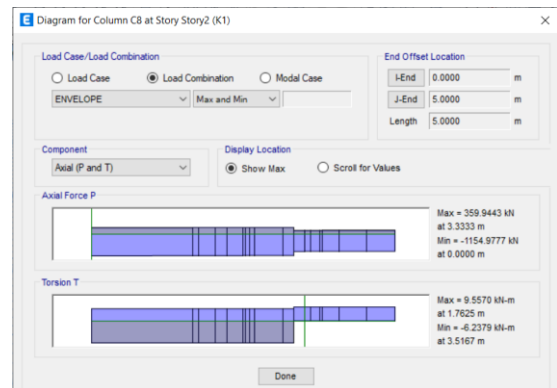 E Diagram for Column C8 at Story Story2 (K1)
Load Case/Load Combination
Load Case Load Combination Modal Case
ENVELOPE Max and Min
End Offset Location
I-End 0.0000 m
J-End 5.0000 m
Length 5.0000 m
Component
Axial (P and T)
Display Location
Show Max Scroll for Values
Axial Force P
Max = 359.9443 kN
at 3.3333 m
Min = -1154.9777 kN
at 0.0000 m
Torsion T
Max = 9.5570 kN-m
at 1.7625 m
Min = -6.2379 kN-m
at 3.5167 m
Done